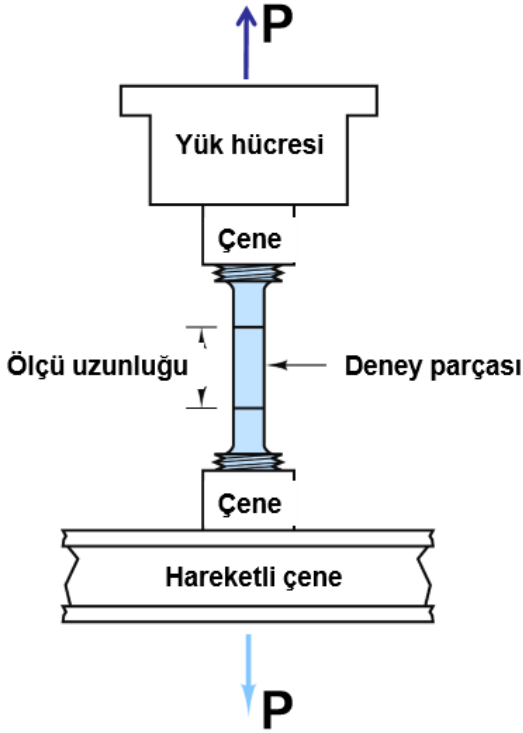 P
Yük hücresi
Çene
Ölçü uzunluğu
Deney parçası
Çene
Hareketli çene
P